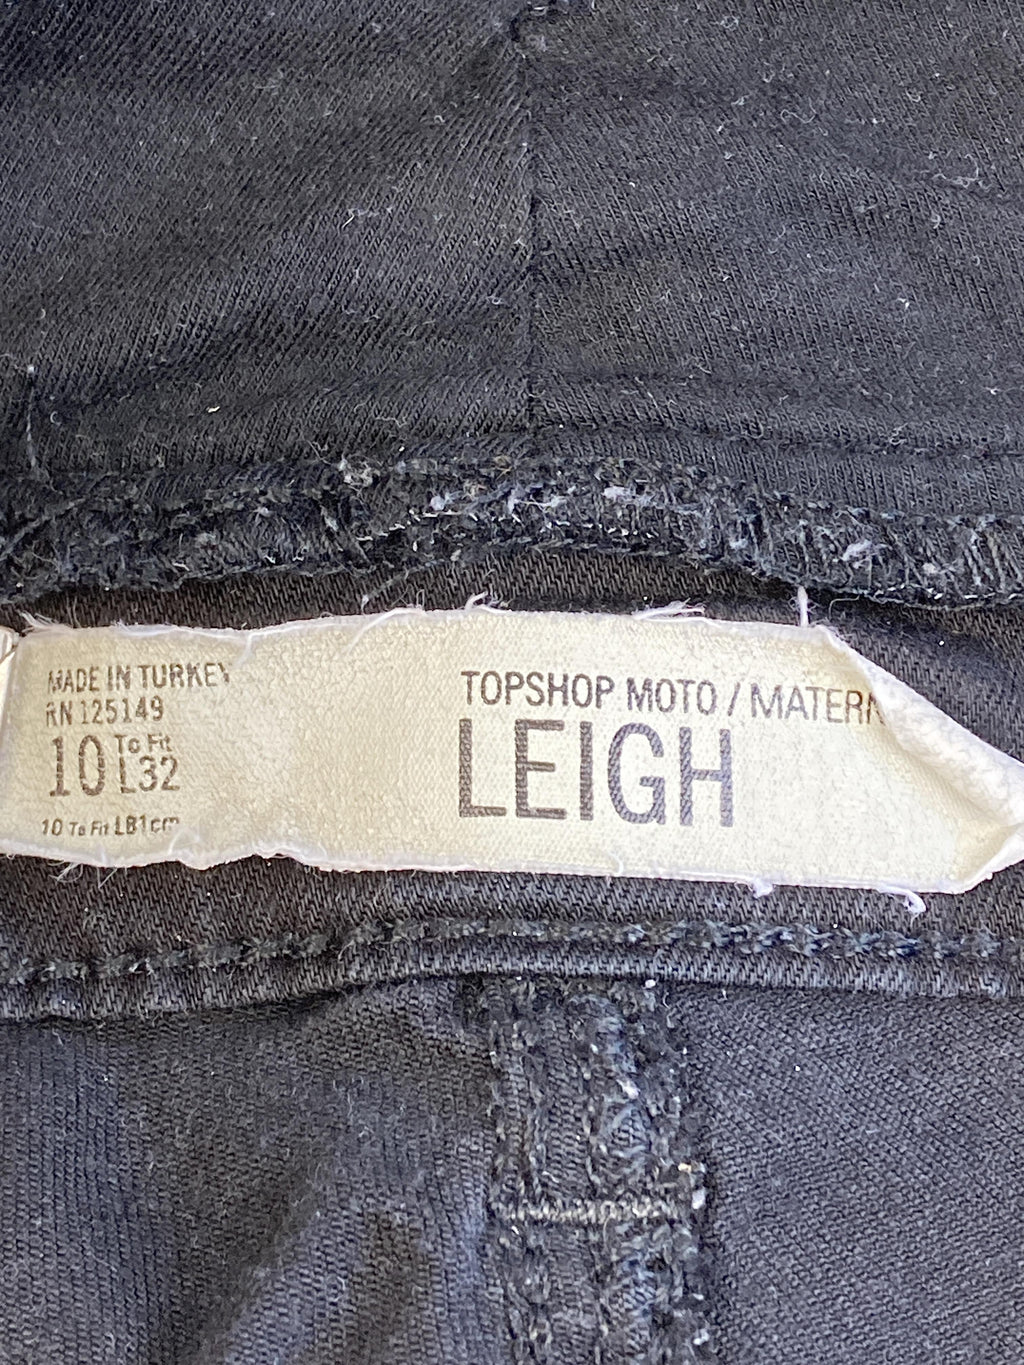 MADE IN TURKEY
RN 125149
10 To Fit L32
10 To Fit L81cm
TOPSHOP MOTO / MATERN
LEIGH